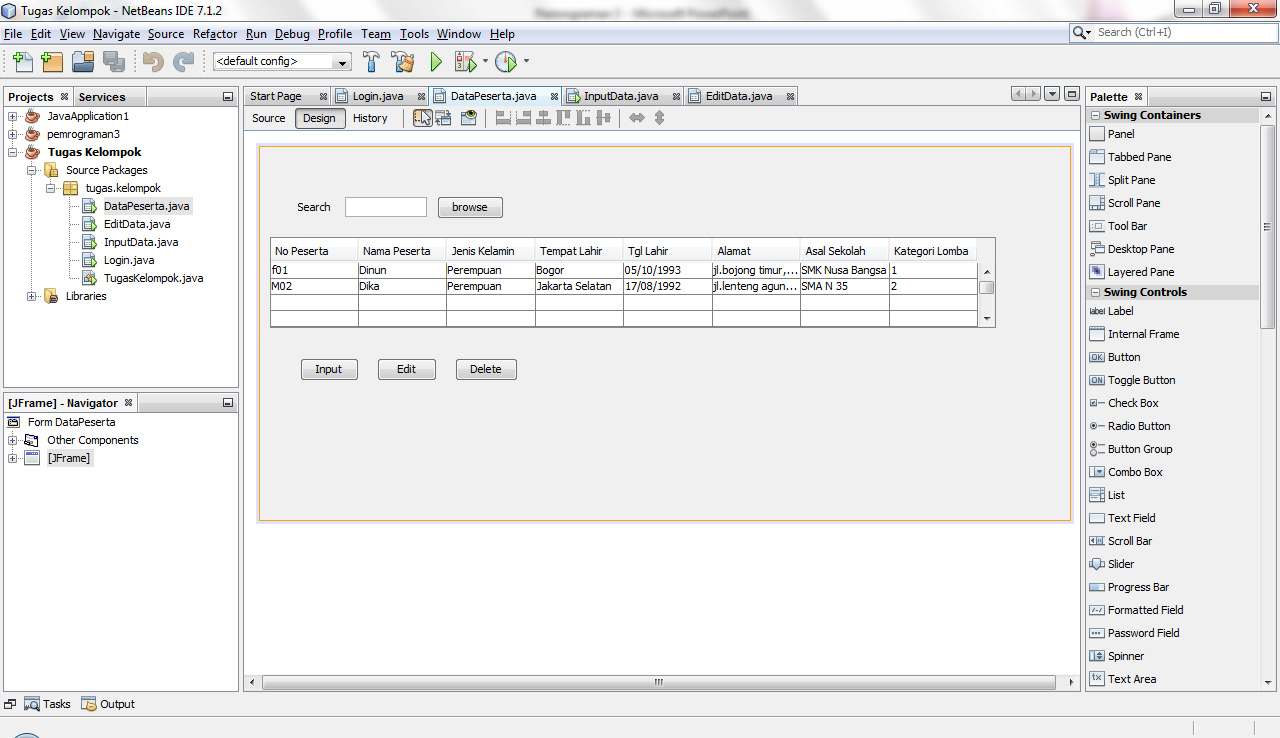 Tugas Kelompok - NetBeans IDE 7.1.2
File Edit View Navigate Source Refactor Run Debug Profile Team Tools Window Help
Search (Ctrl+I)
<default config>
Projects Services
JavaApplication1
pemrograman3
Tugas Kelompok
Source Packages
tugas.kelompok
DataPeserta.java
EditData.java
InputData.java
Login.java
TugasKelompok.java
Libraries
[JFrame] - Navigator
Form DataPeserta
Other Components
[JFrame]
Start Page Login.java DataPeserta.java InputData.java EditData.java
Source Design History
Search browse
No Peserta Nama Peserta Jenis Kelamin Tempat Lahir Tgl Lahir Alamat Asal Sekolah Kategori Lomba
f01 Dinun Perempuan Bogor 05/10/1993 jl.bojong timur,... SMK Nusa Bangsa 1
M02 Dika Perempuan Jakarta Selatan 17/08/1992 jl.lenteng agun... SMA N 35 2
Input Edit Delete
Palette
Swing Containers
Panel
Tabbed Pane
Split Pane
Scroll Pane
Tool Bar
Desktop Pane
Layered Pane
Swing Controls
label Label
Internal Frame
OK Button
ON Toggle Button
Check Box
Radio Button
Button Group
Combo Box
List
Text Field
Scroll Bar
Slider
Progress Bar
Formatted Field
Password Field
Spinner
Text Area
Tasks Output